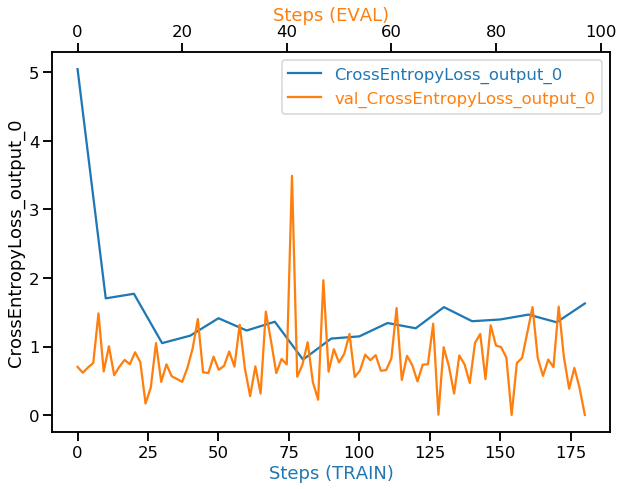 Steps (EVAL)
0 20 40 60 80 100
CrossEntropyLoss_output_0
val_CrossEntropyLoss_output_0
CrossEntropyLoss_output_0
5
4
3
2
1
0
0 25 50 75 100 125 150 175
Steps (TRAIN)